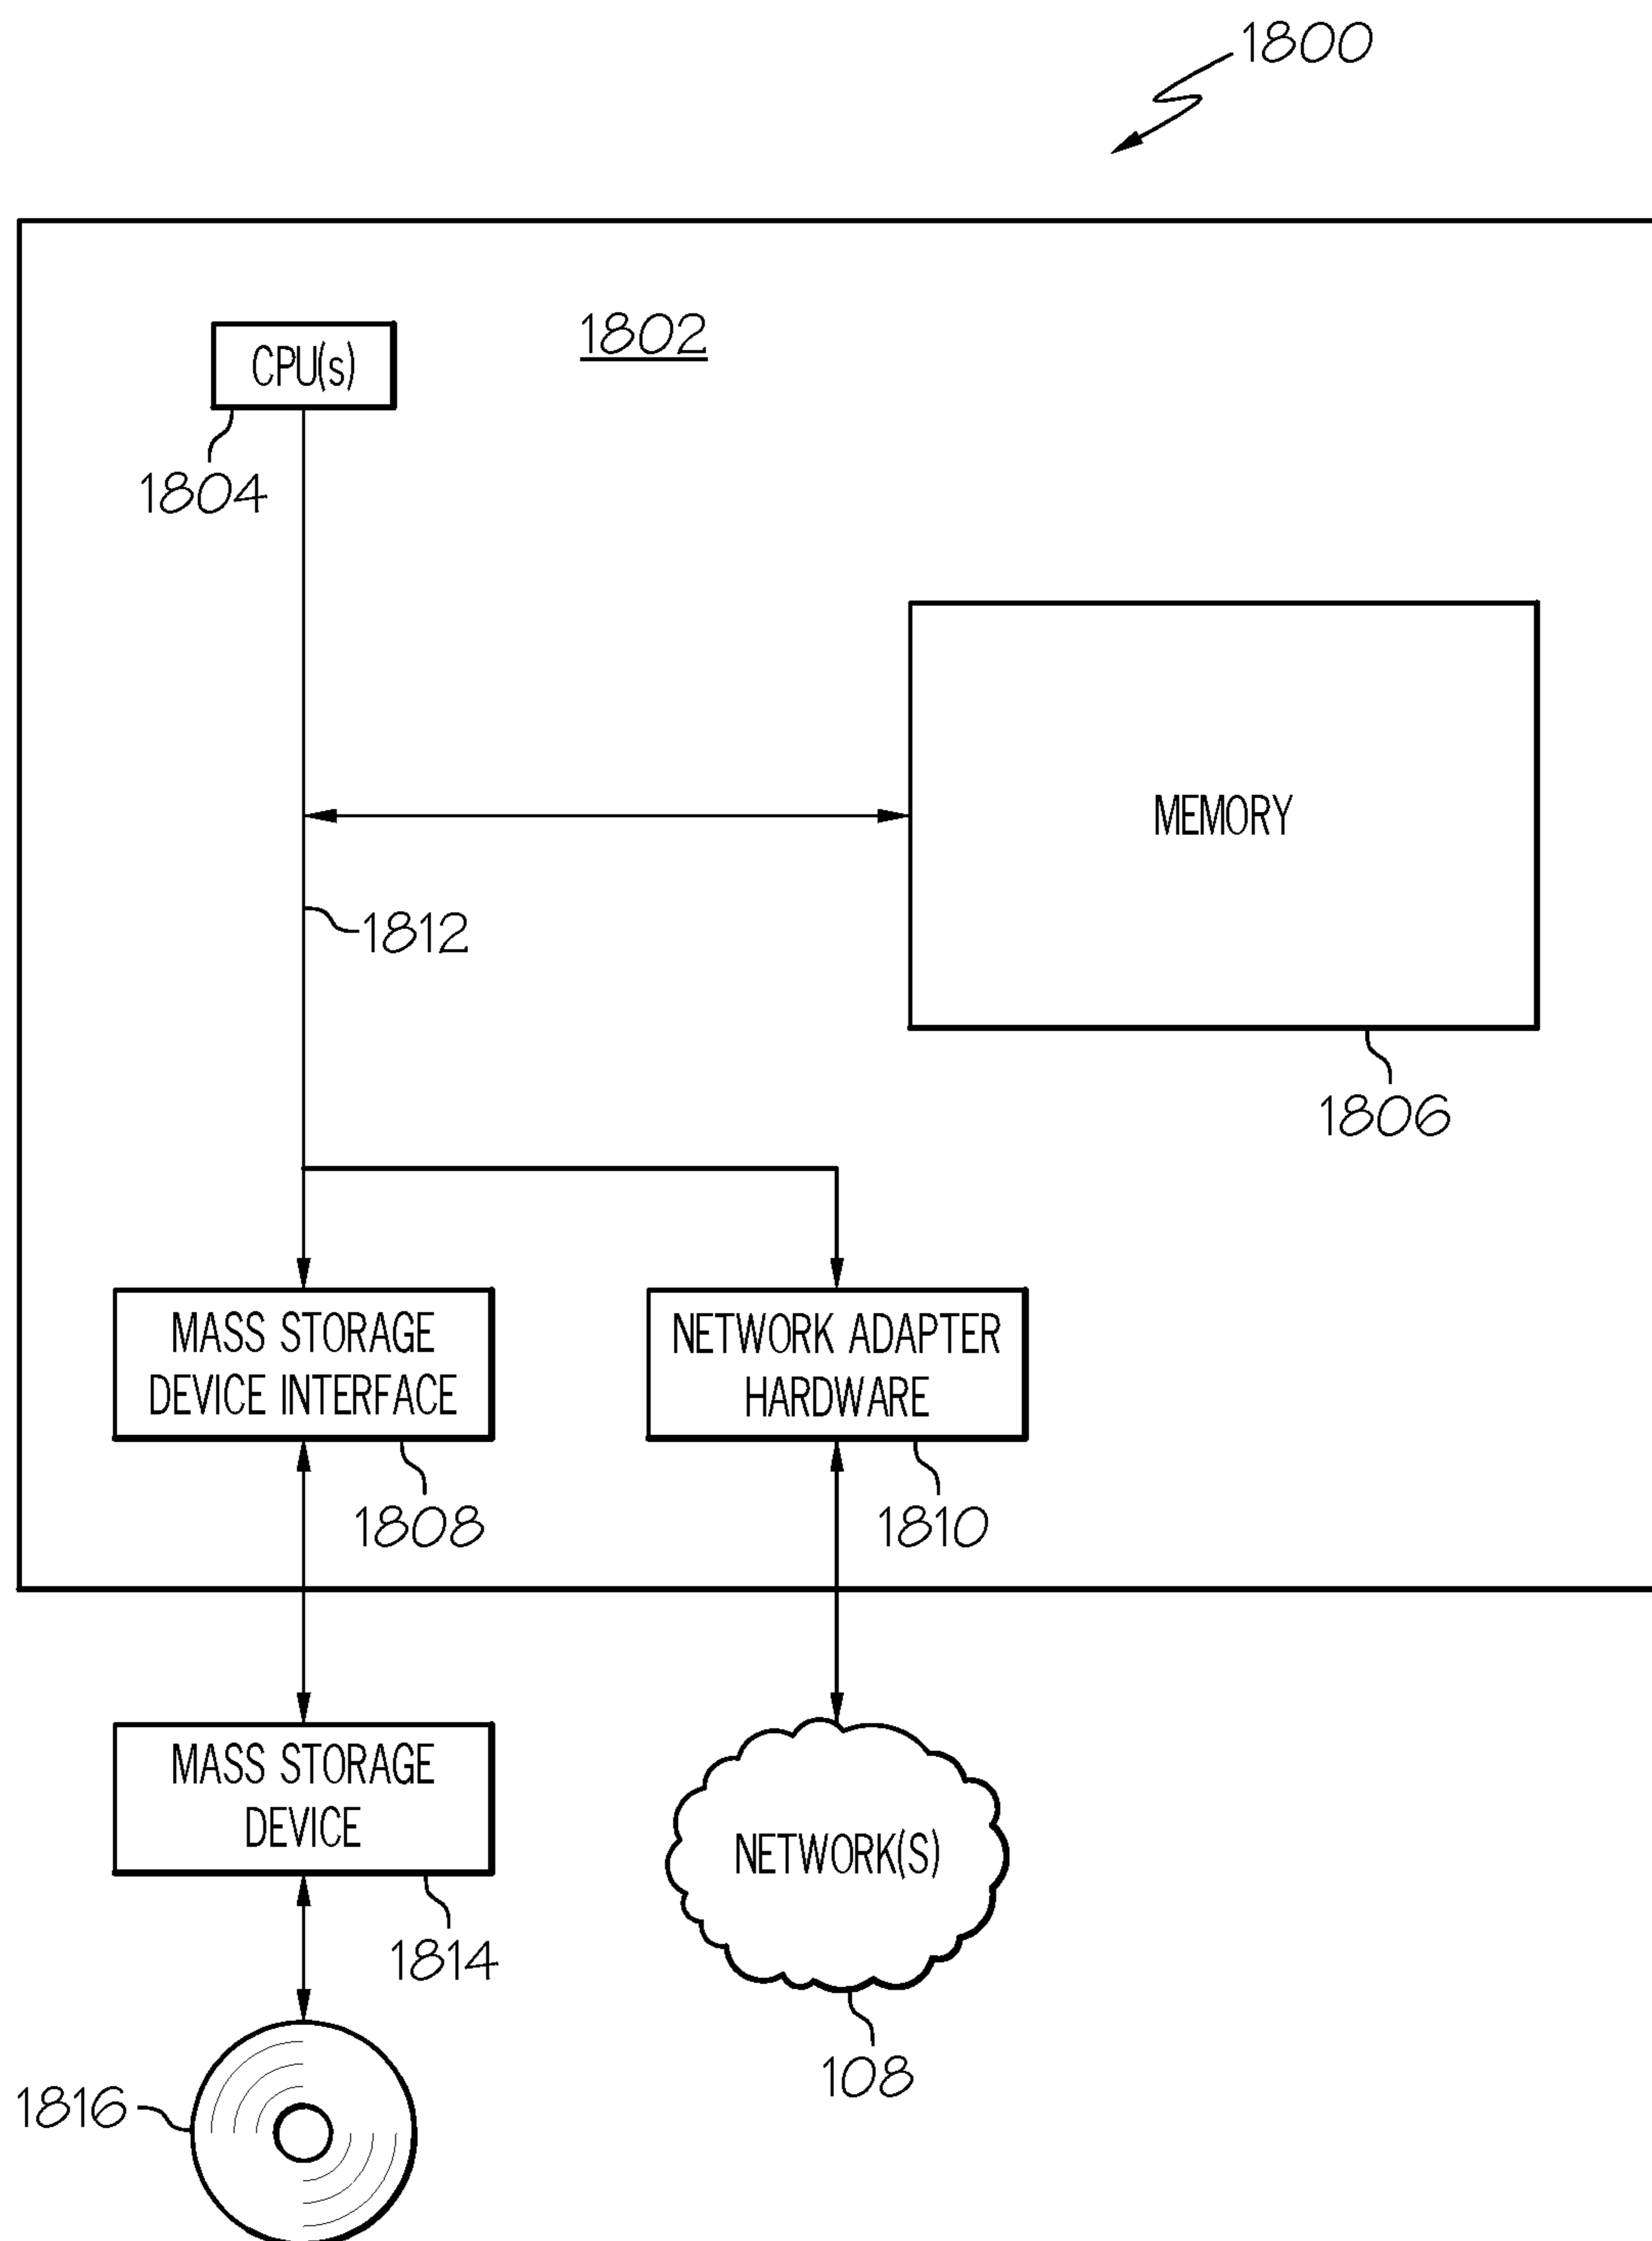 1800
CPU(s)
1802
1804
MEMORY
1812
1806
MASS STORAGE
DEVICE INTERFACE
NETWORK ADAPTER
HARDWARE
1808
1810
MASS STORAGE
DEVICE
NETWORK(S)
1814
108
1816